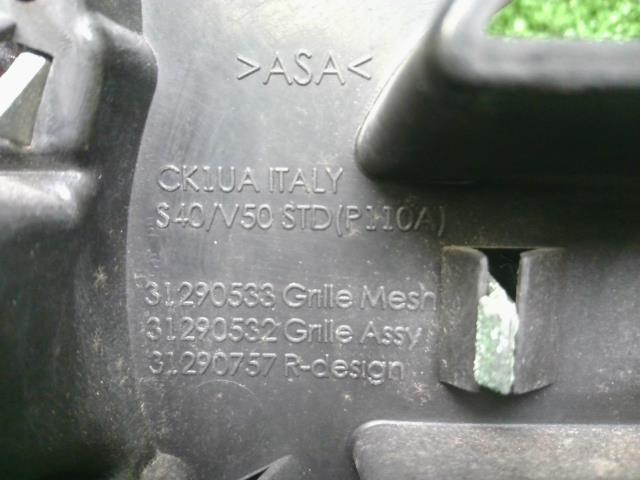 >ASA<
CK1UA ITALY
S40/V50 STD(P110A)
31290533 Grille Mesh
31290532 Grille Assy
31290757 R-design